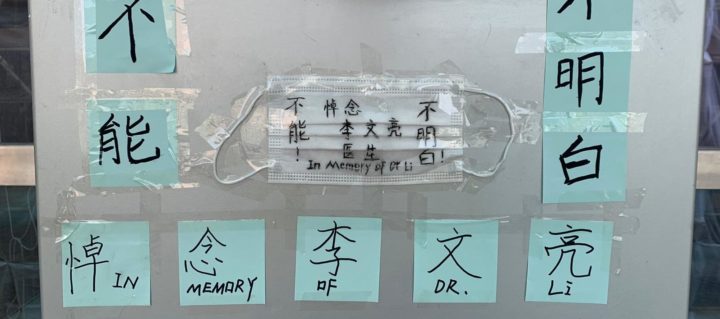 不能
不能！
悼念
李文亮
医生
In Memory of Dr Li
不明白！
不明白
悼 念 李 文 亮
IN MEMORY OF DR. Li